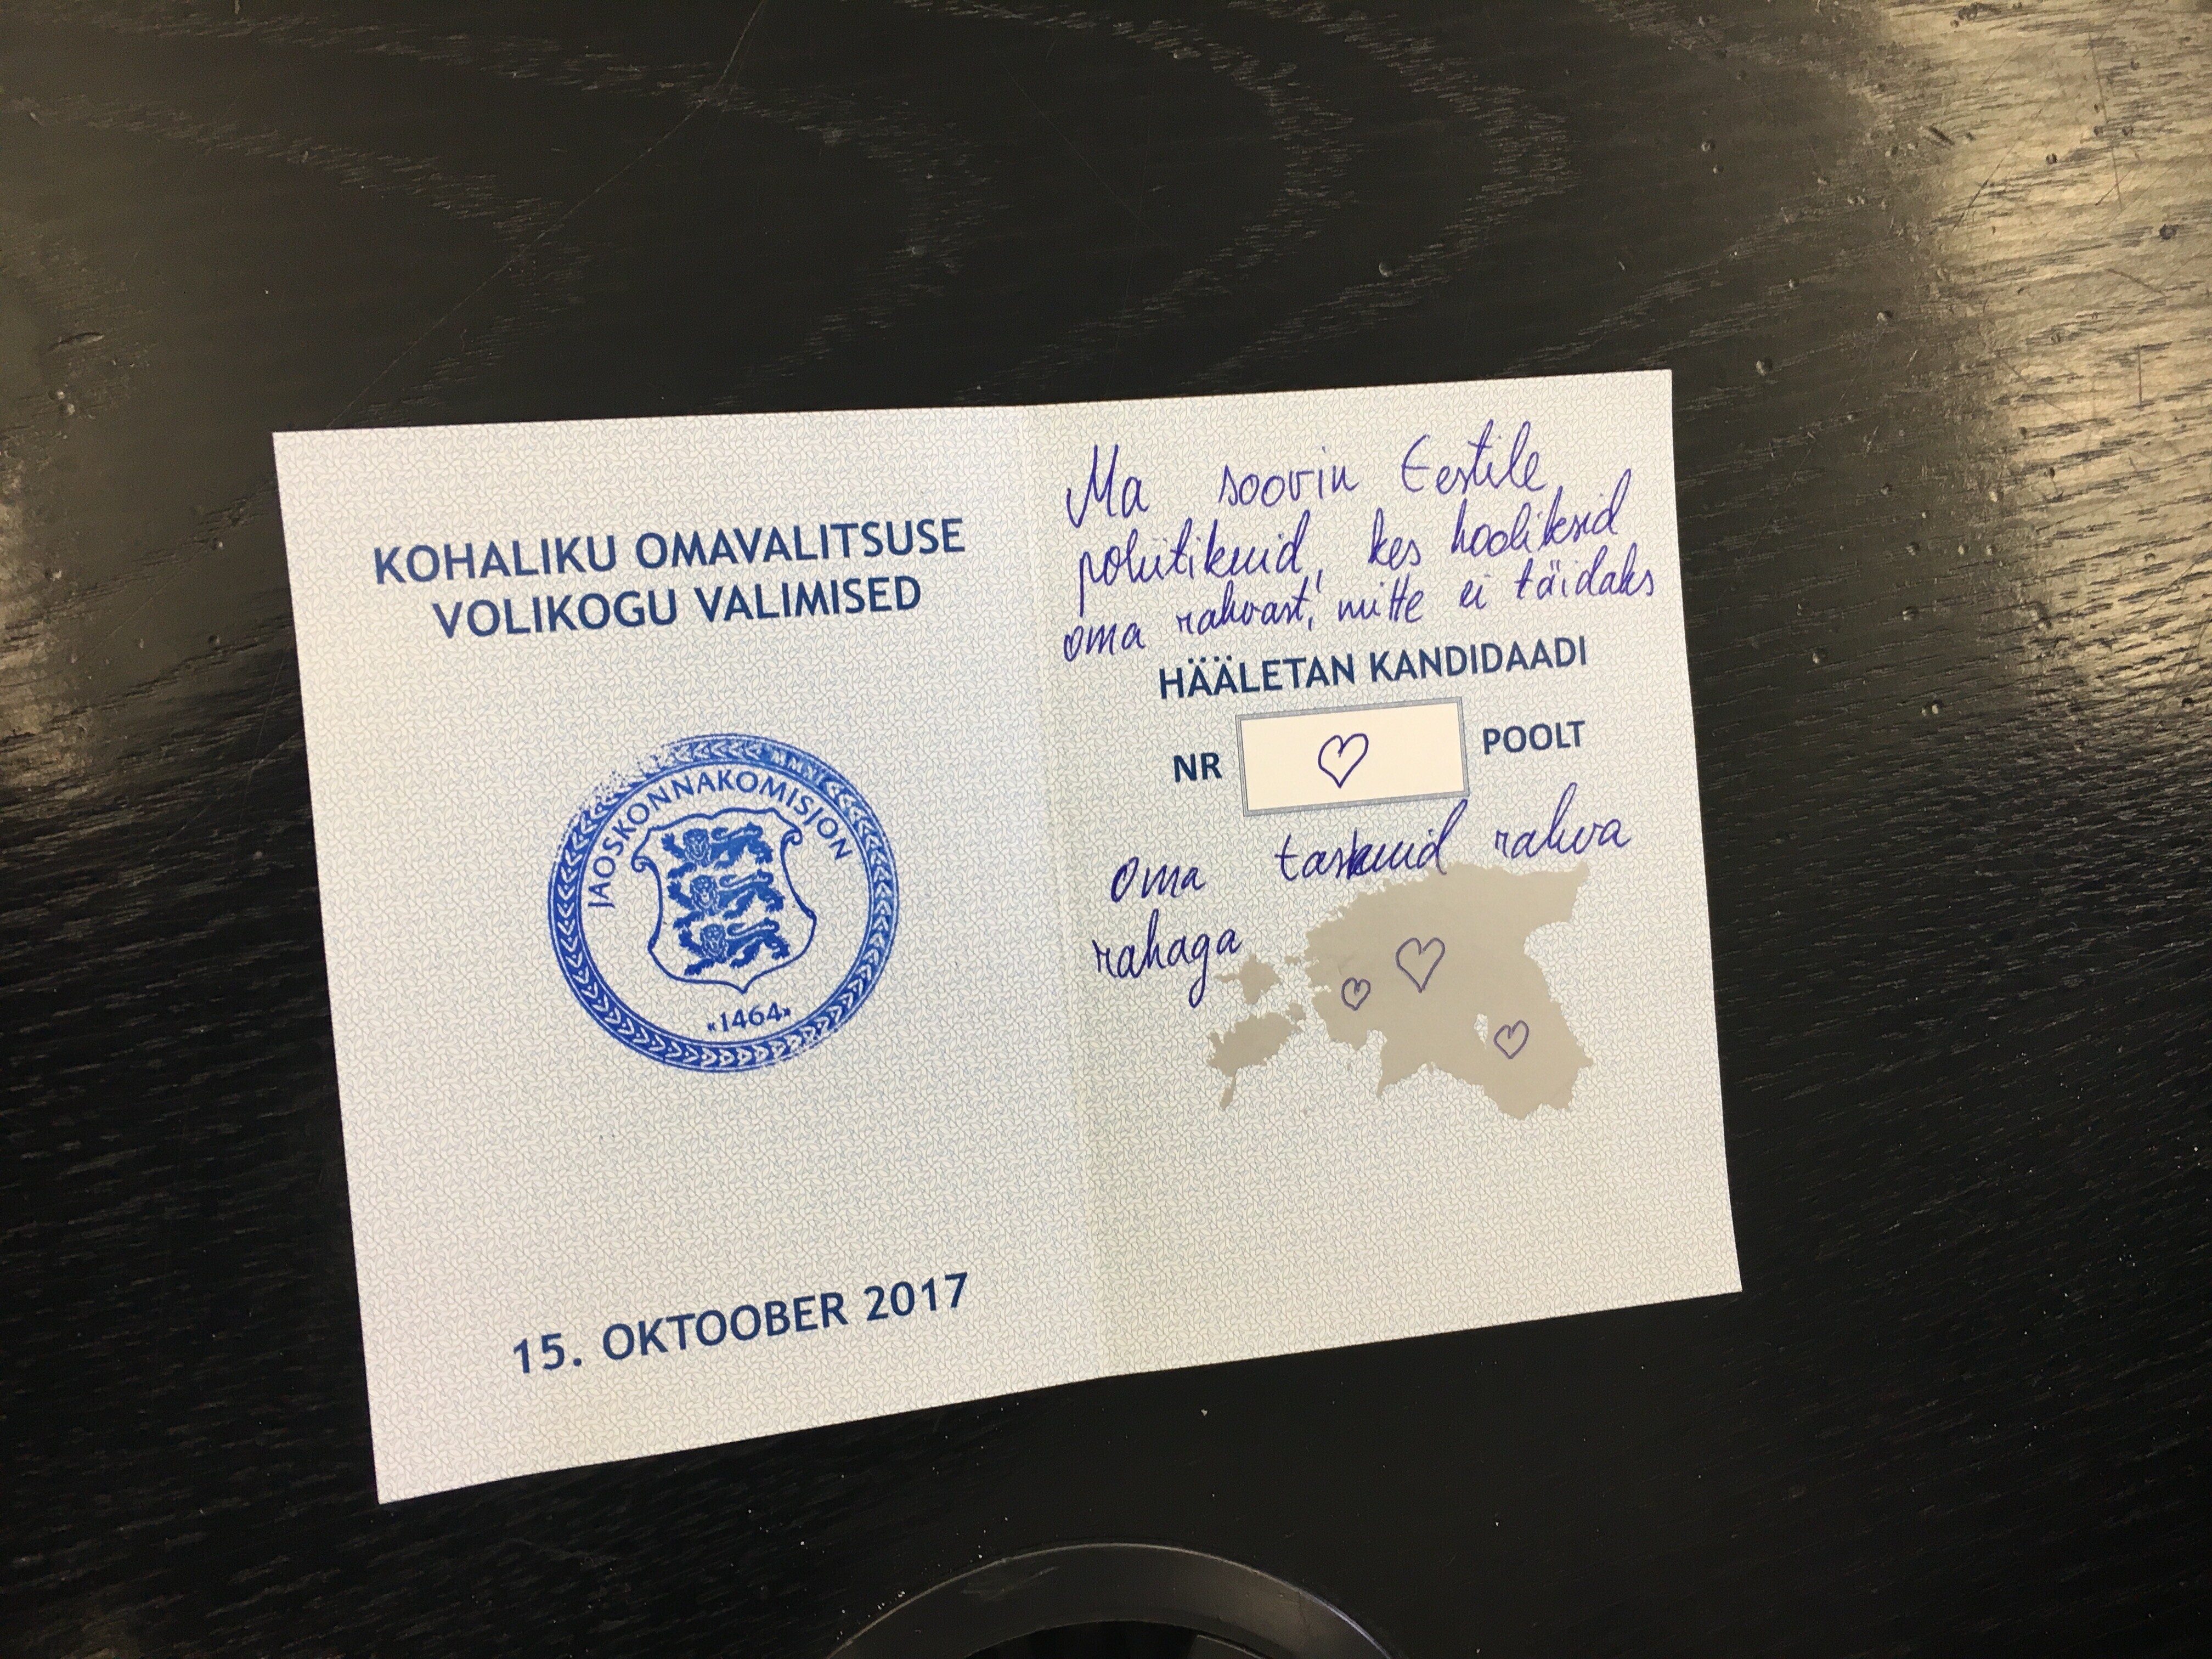 KOHALIKU OMAVALITSUSE
VOLIKOGU VALIMISED
JAOSKONNAKOMISJON
«1464»
15. OKTOOBER 2017
Ma soovin Eestile
poliitikuid, kes hooliksid
oma rahvast, mitte ei täidaks
HÄÄLETAN KANDIDAADI
NR POOLT
oma taskuid rahva
rahaga